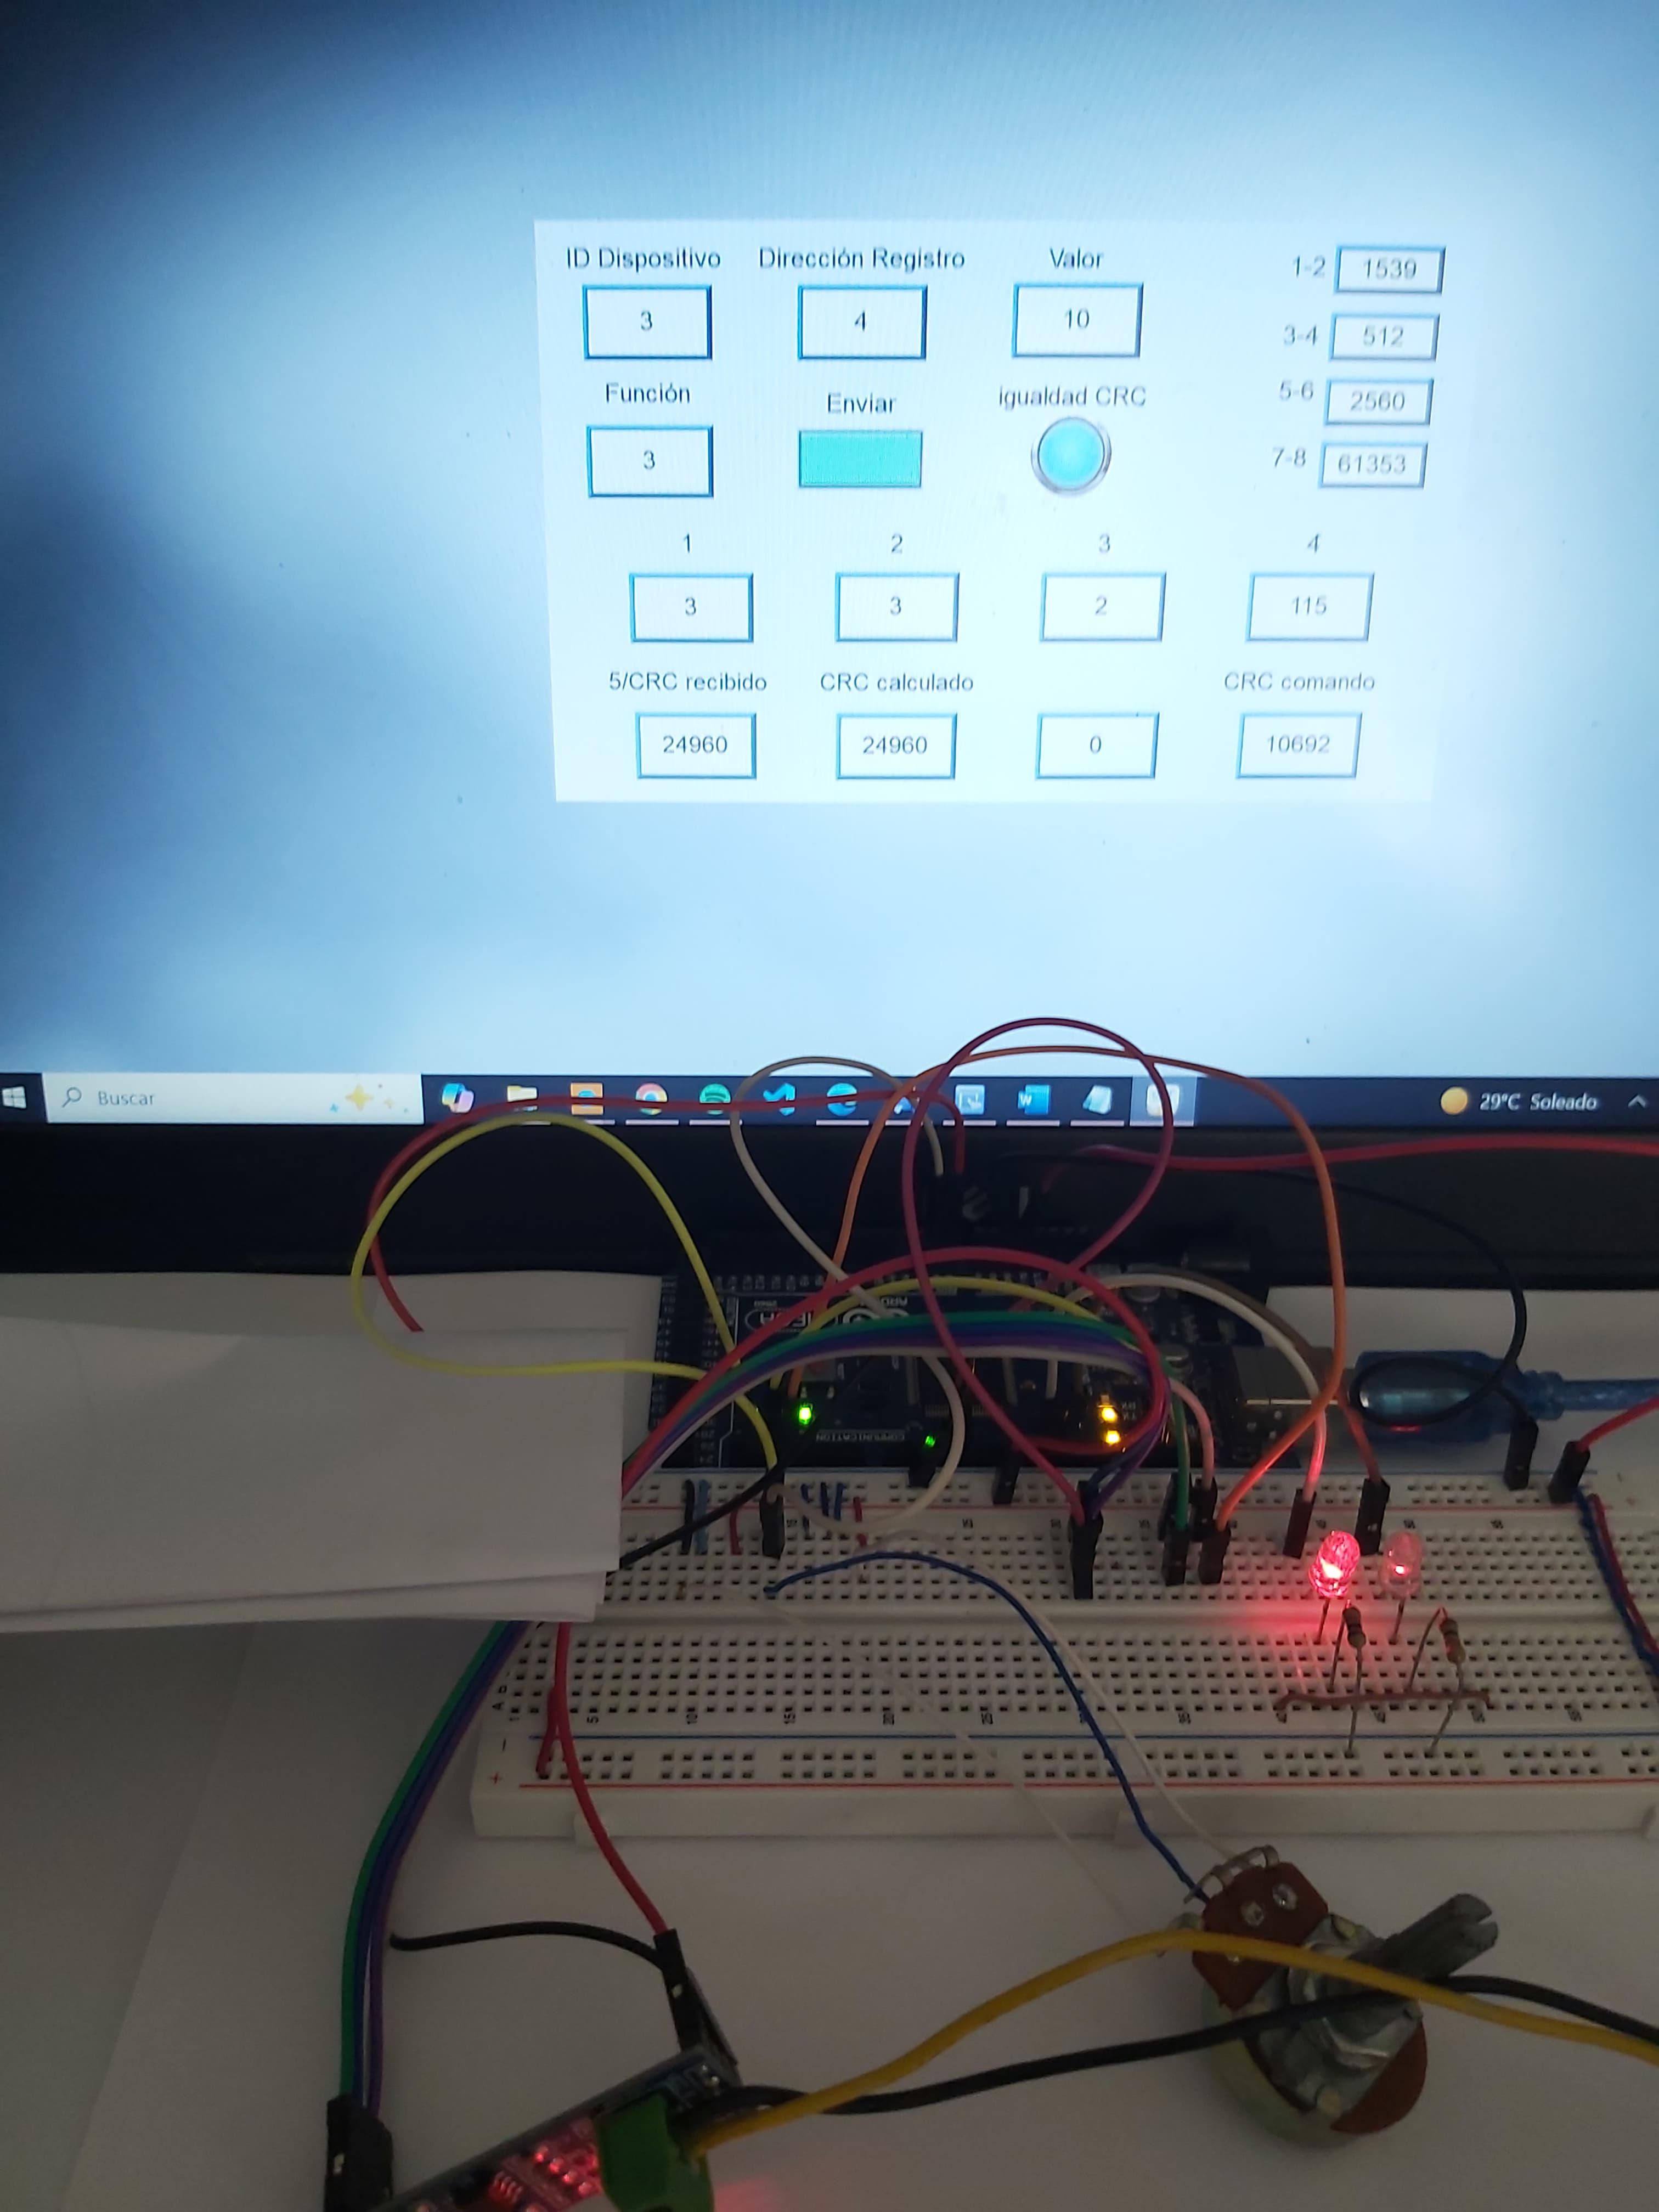 ID Dispositivo Dirección Registro Valor 1-2 1539
3 4 10 3-4 512
Función Enviar igualdad CRC 5-6 2560
3 7-8 61353
1 2 3 4
3 3 2 115
5/CRC recibido CRC calculado CRC comando
24960 24960 0 10692
Buscar
29°C Soleado
COMMUNICATION